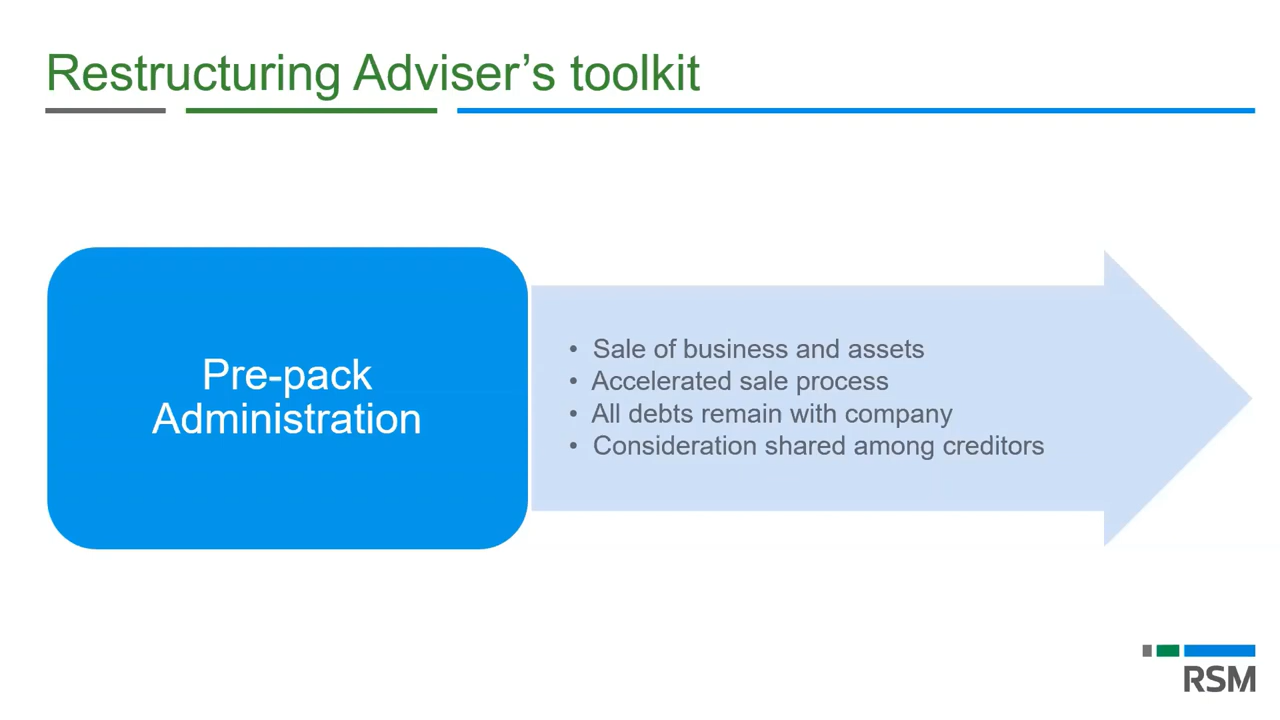 Restructuring Adviser’s toolkit
Pre-pack
Administration
• Sale of business and assets
• Accelerated sale process
• All debts remain with company
• Consideration shared among creditors
RSM